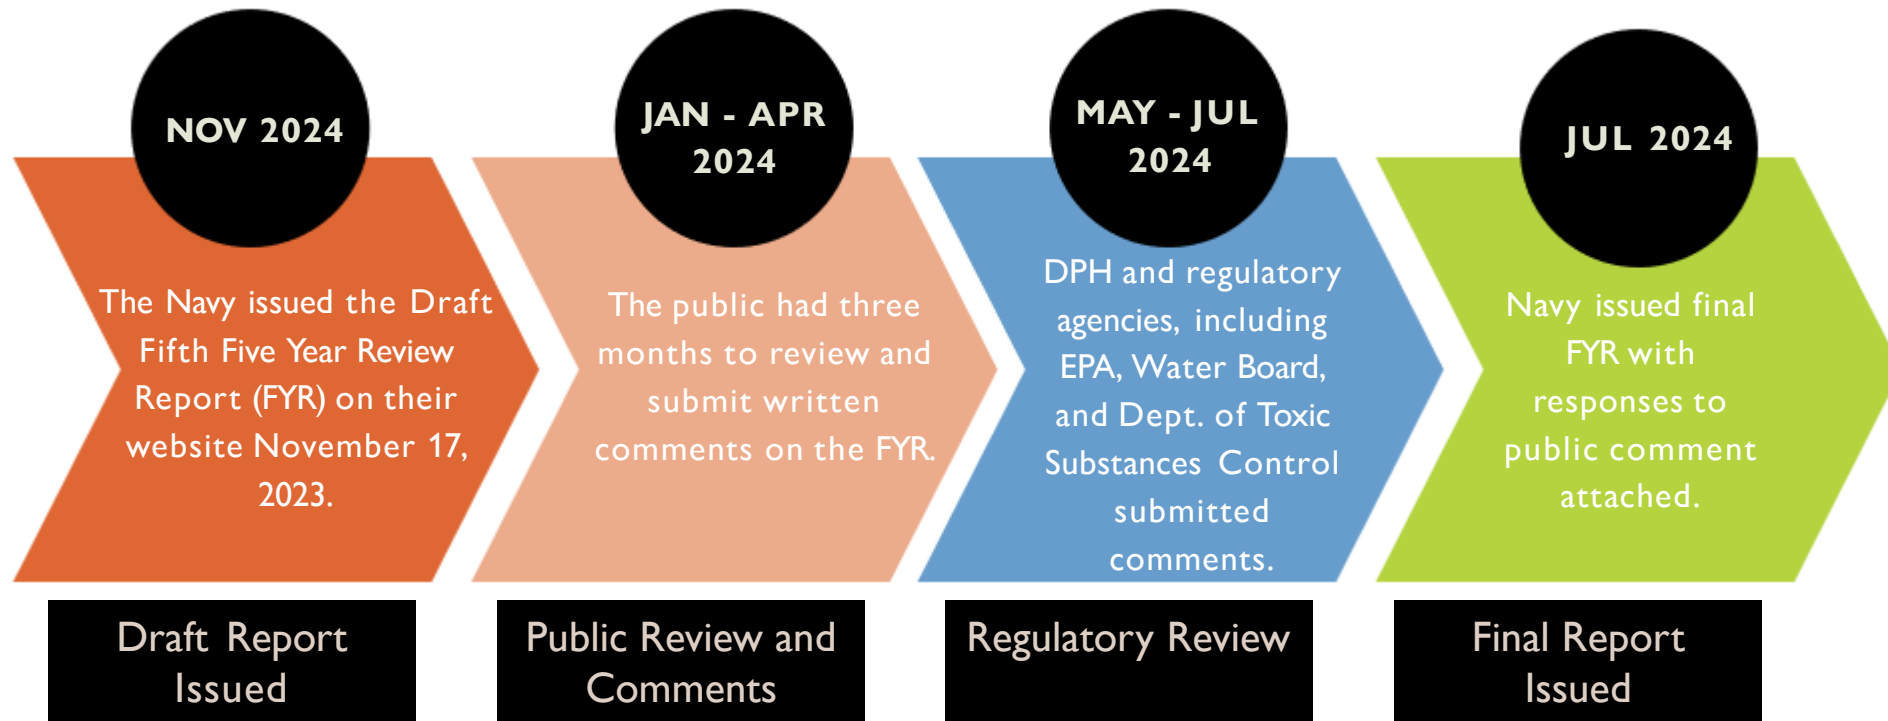 NOV 2024
The Navy issued the Draft
Fifth Five Year Review
Report (FYR) on their
website November 17,
2023.
Draft Report
Issued
JAN - APR
2024
The public had three
months to review and
submit written
comments on the FYR.
Public Review and
Comments
MAY - JUL
2024
DPH and regulatory
agencies, including
EPA, Water Board,
and Dept. of Toxic
Substances Control
submitted
comments.
Regulatory Review
JUL 2024
Navy issued final
FYR with
responses to
public comment
attached.
Final Report
Issued